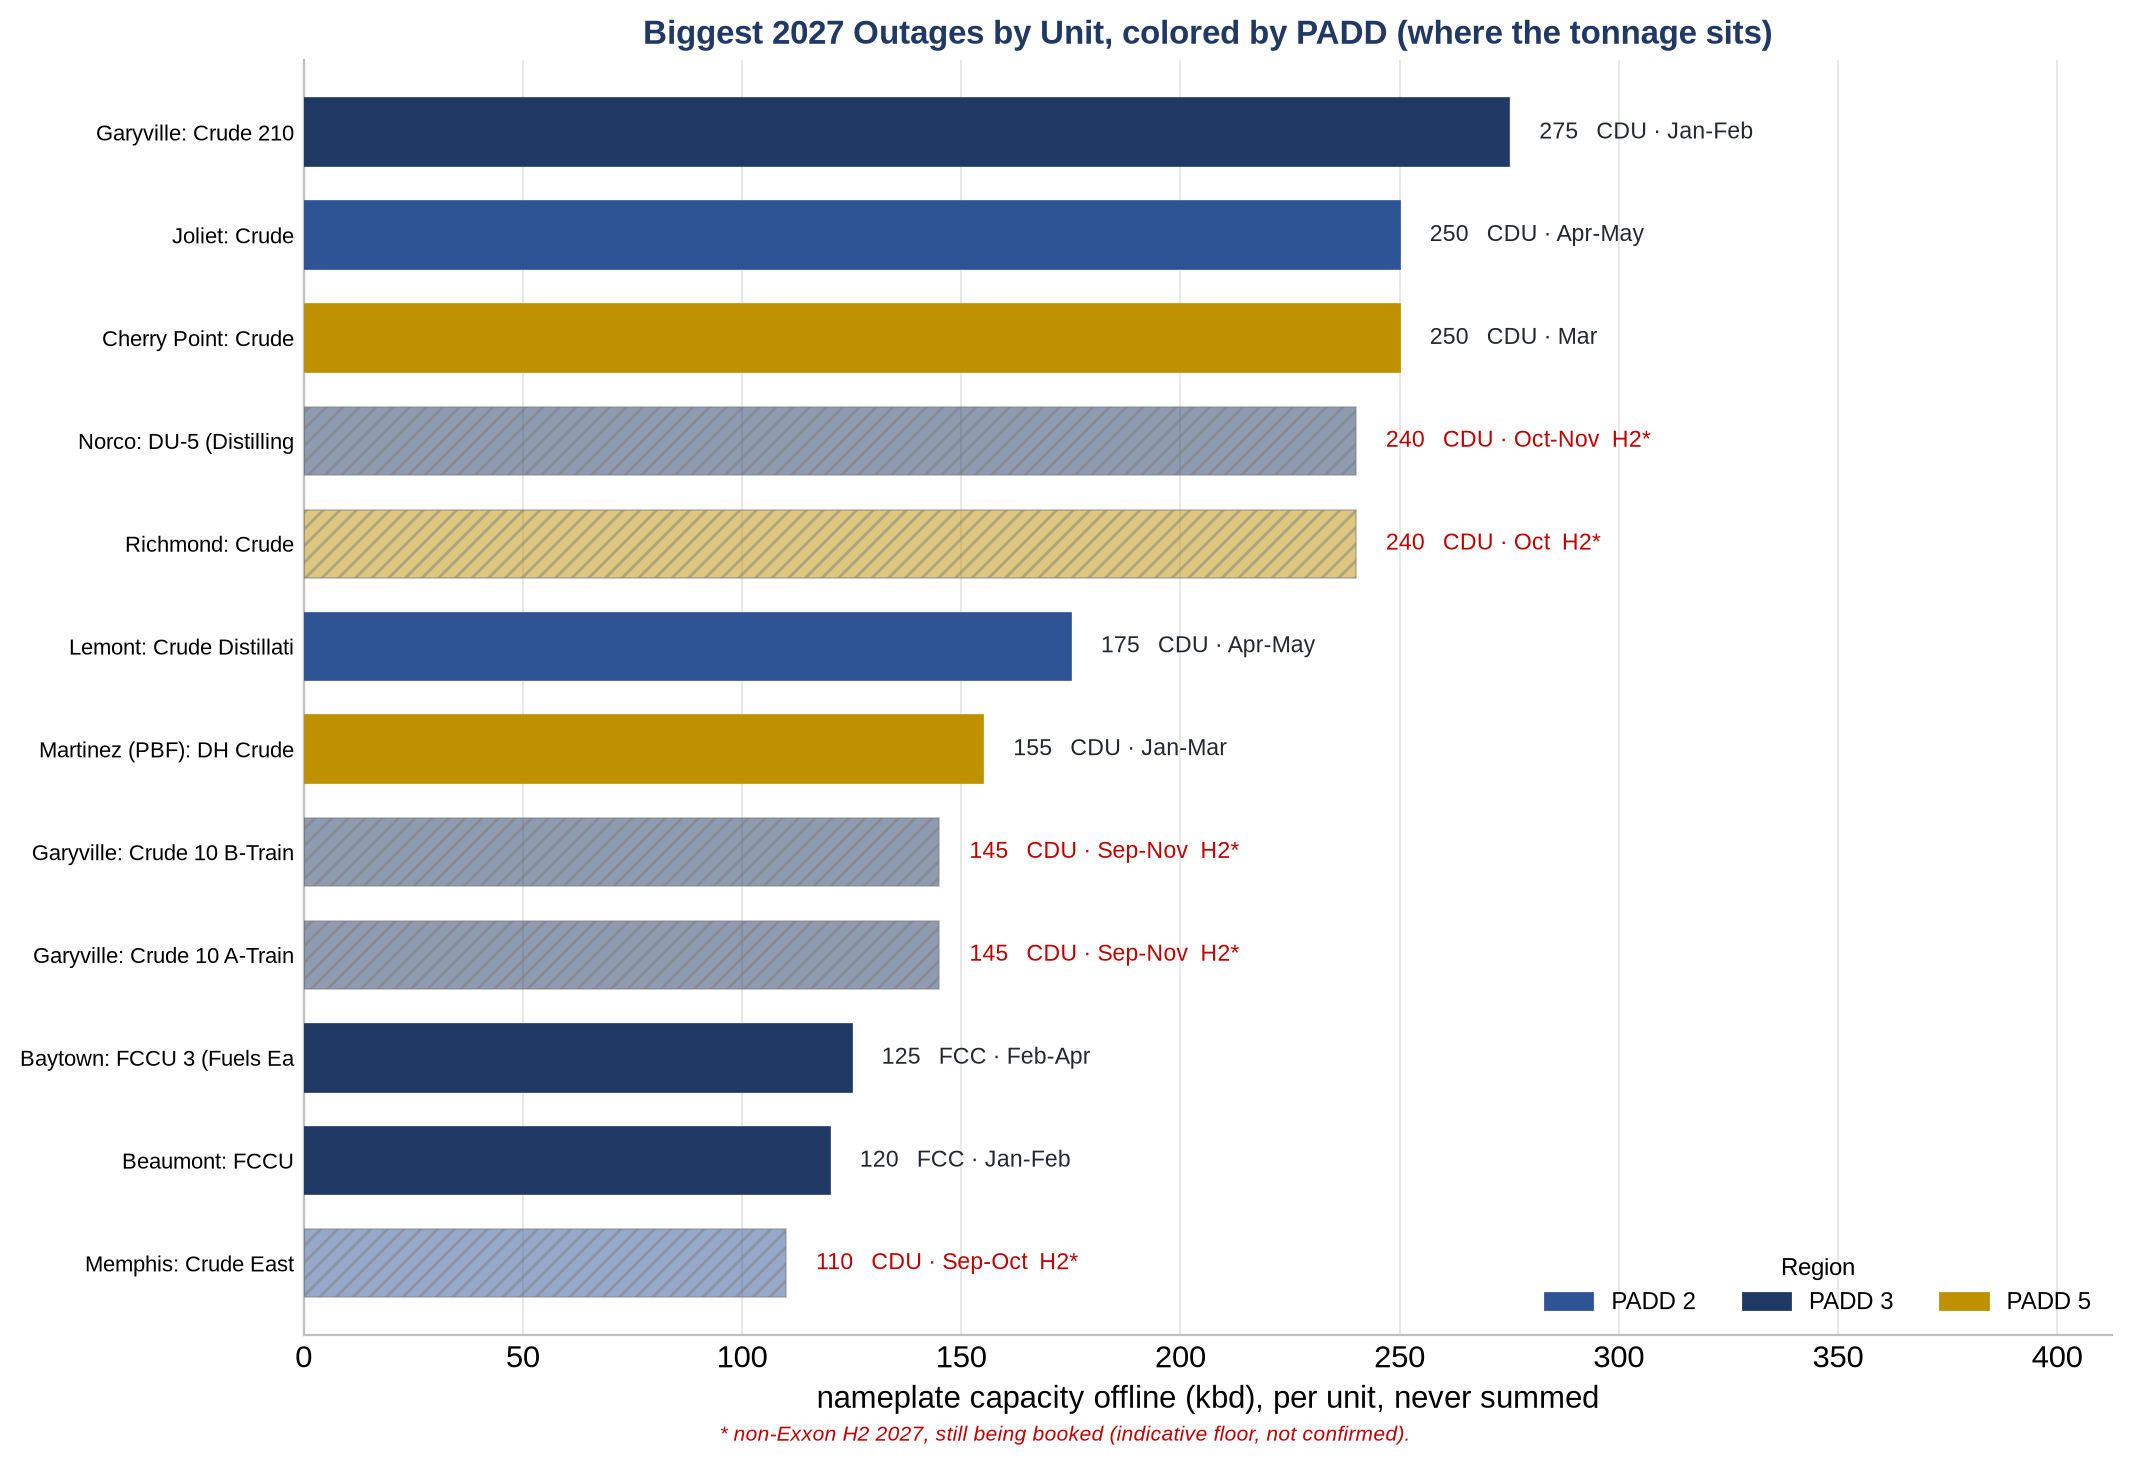 Biggest 2027 Outages by Unit, colored by PADD (where the tonnage sits)
Garyville: Crude 210
275 CDU · Jan-Feb
Joliet: Crude
250 CDU · Apr-May
Cherry Point: Crude
250 CDU · Mar
Norco: DU-5 (Distilling
240 CDU · Oct-Nov H2*
Richmond: Crude
240 CDU · Oct H2*
Lemont: Crude Distillati
175 CDU · Apr-May
Martinez (PBF): DH Crude
155 CDU · Jan-Mar
Garyville: Crude 10 B-Train
145 CDU · Sep-Nov H2*
Garyville: Crude 10 A-Train
145 CDU · Sep-Nov H2*
Baytown: FCCU 3 (Fuels Ea
125 FCC · Feb-Apr
Beaumont: FCCU
120 FCC · Jan-Feb
Memphis: Crude East
110 CDU · Sep-Oct H2*
Region
PADD 2 PADD 3 PADD 5
0 50 100 150 200 250 300 350 400
nameplate capacity offline (kbd), per unit, never summed
* non-Exxon H2 2027, still being booked (indicative floor, not confirmed).